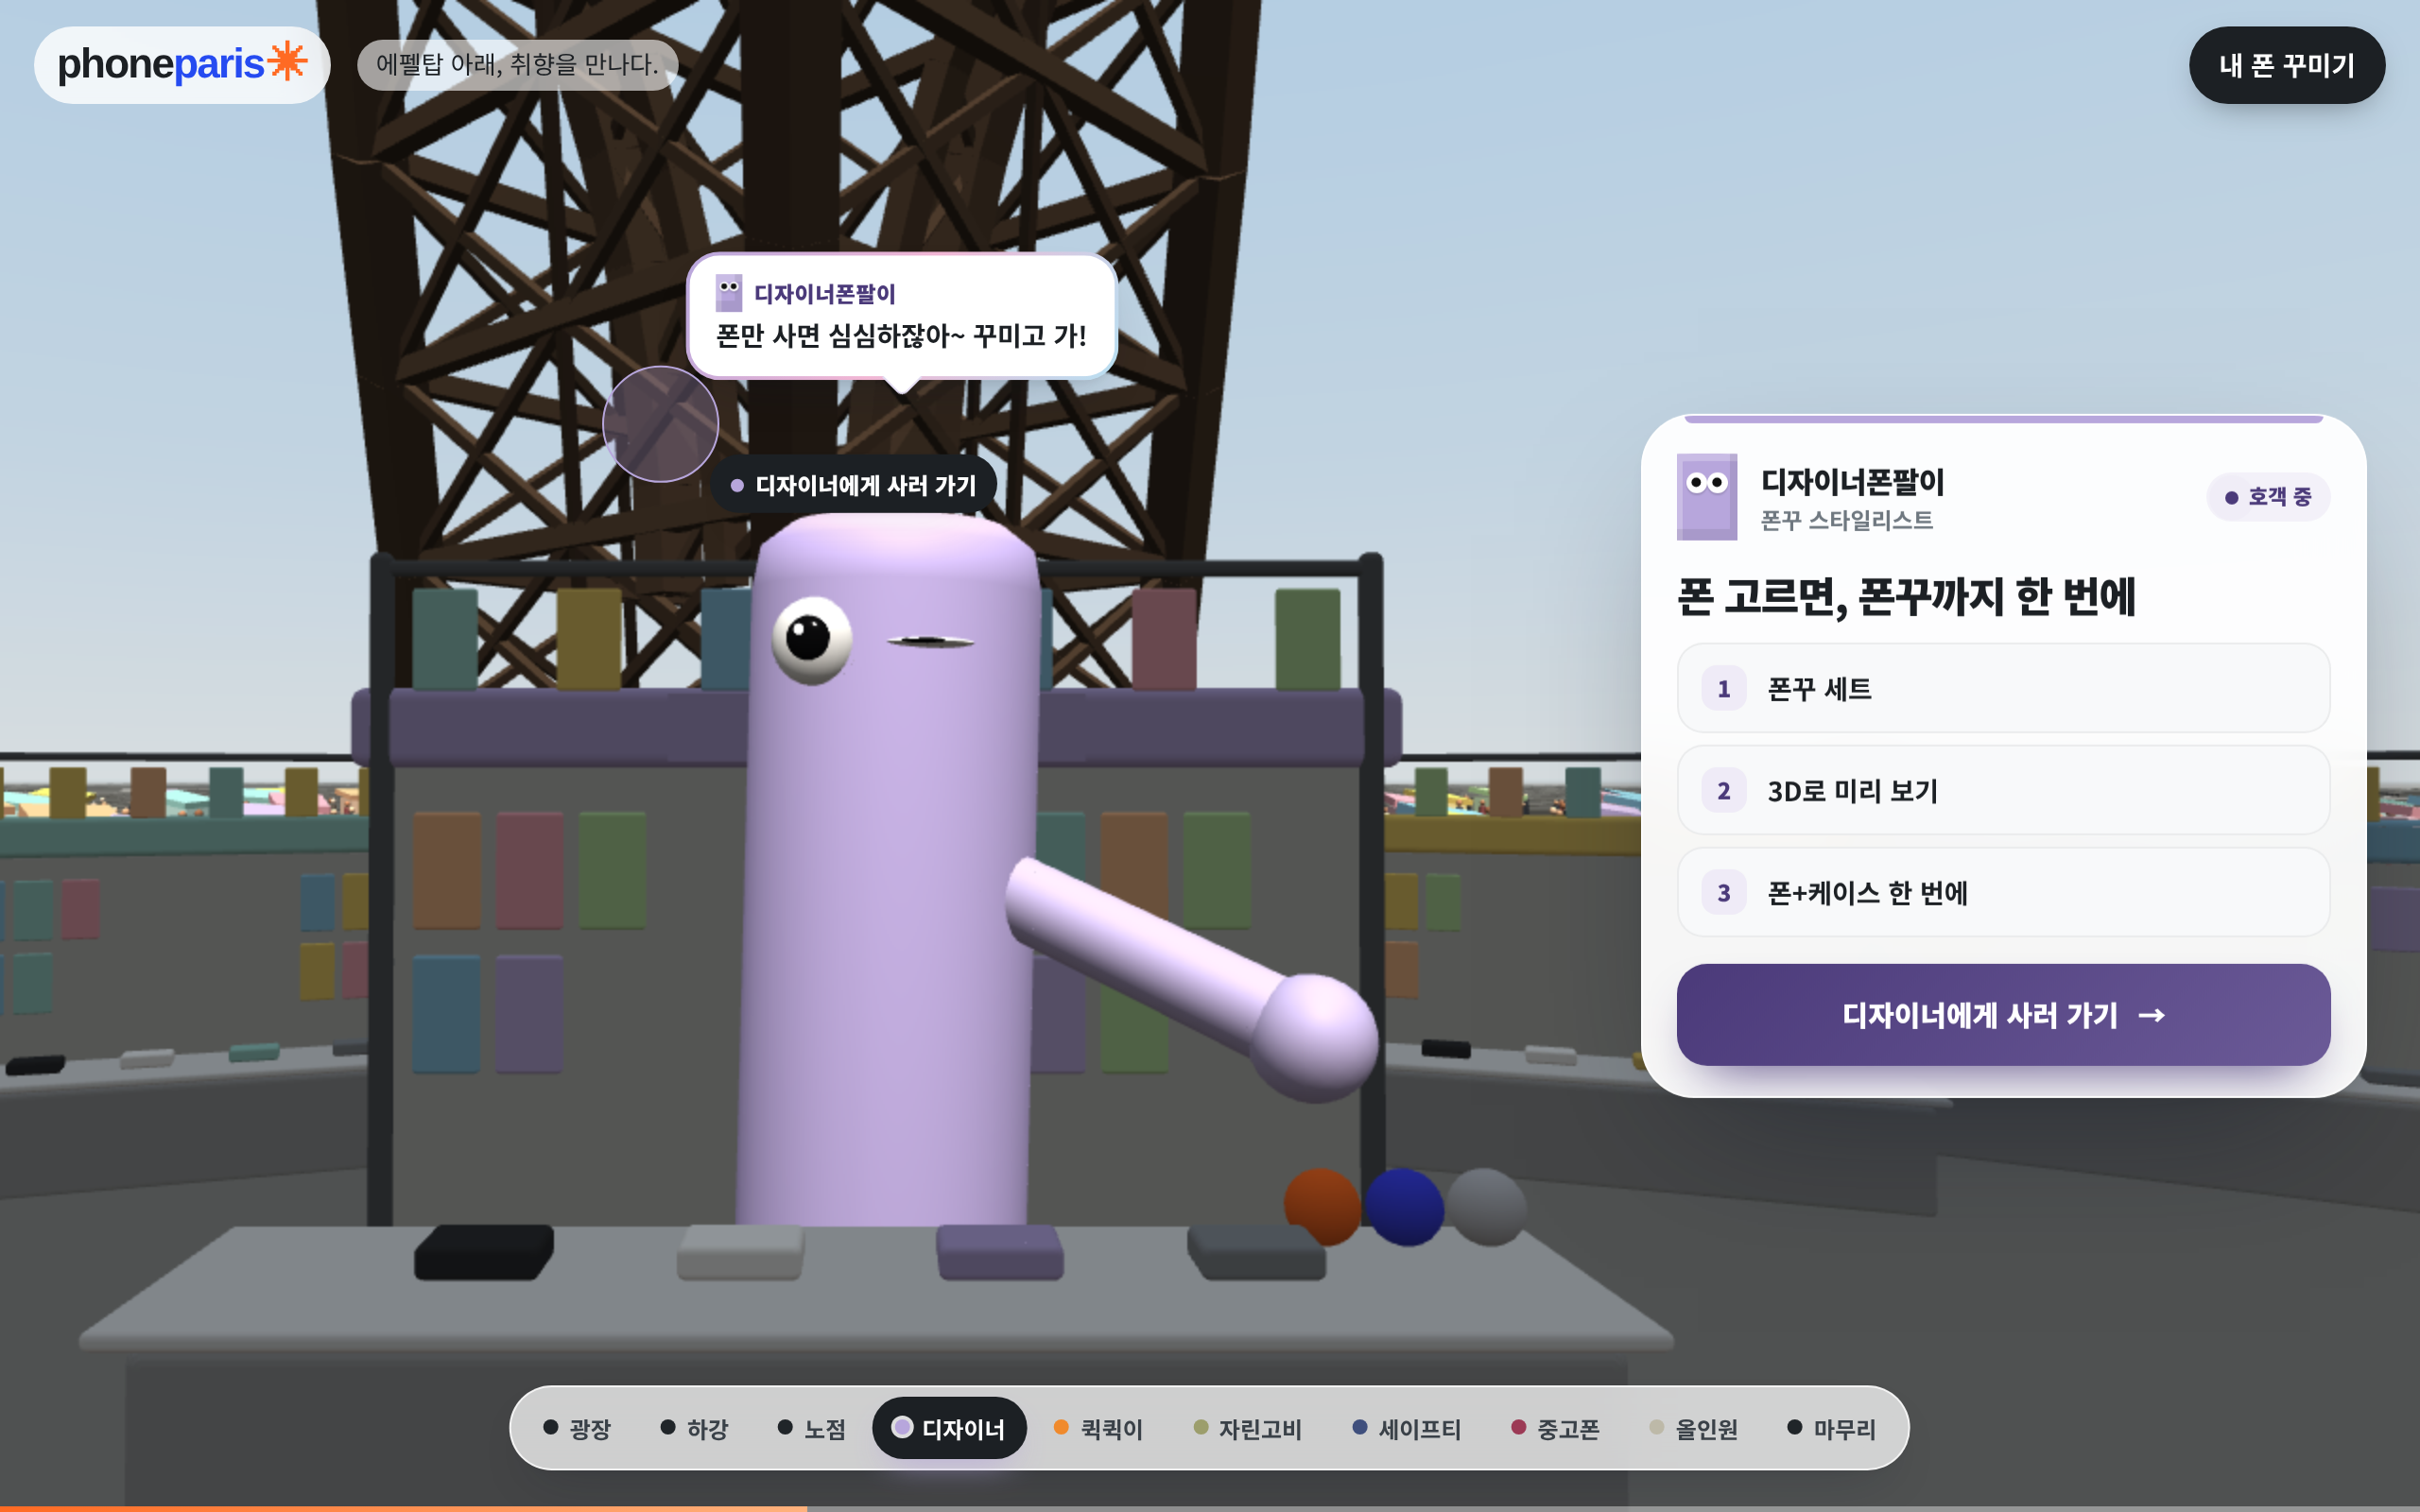 phoneparis
에펠탑 아래, 취향을 만나다.
내 폰 꾸미기
디자이너폰팔이
폰만 사면 심심하잖아~ 꾸미고 가!
디자이너에게 사러 가기
디자이너폰팔이
폰꾸 스타일리스트
호객 중
폰 고르면, 폰꾸까지 한 번에
1 폰꾸 세트
2 3D로 미리 보기
3 폰+케이스 한 번에
디자이너에게 사러 가기 →
광장
하강
노점
디자이너
퀵퀵이
자린고비
세이프티
중고폰
올인원
마무리